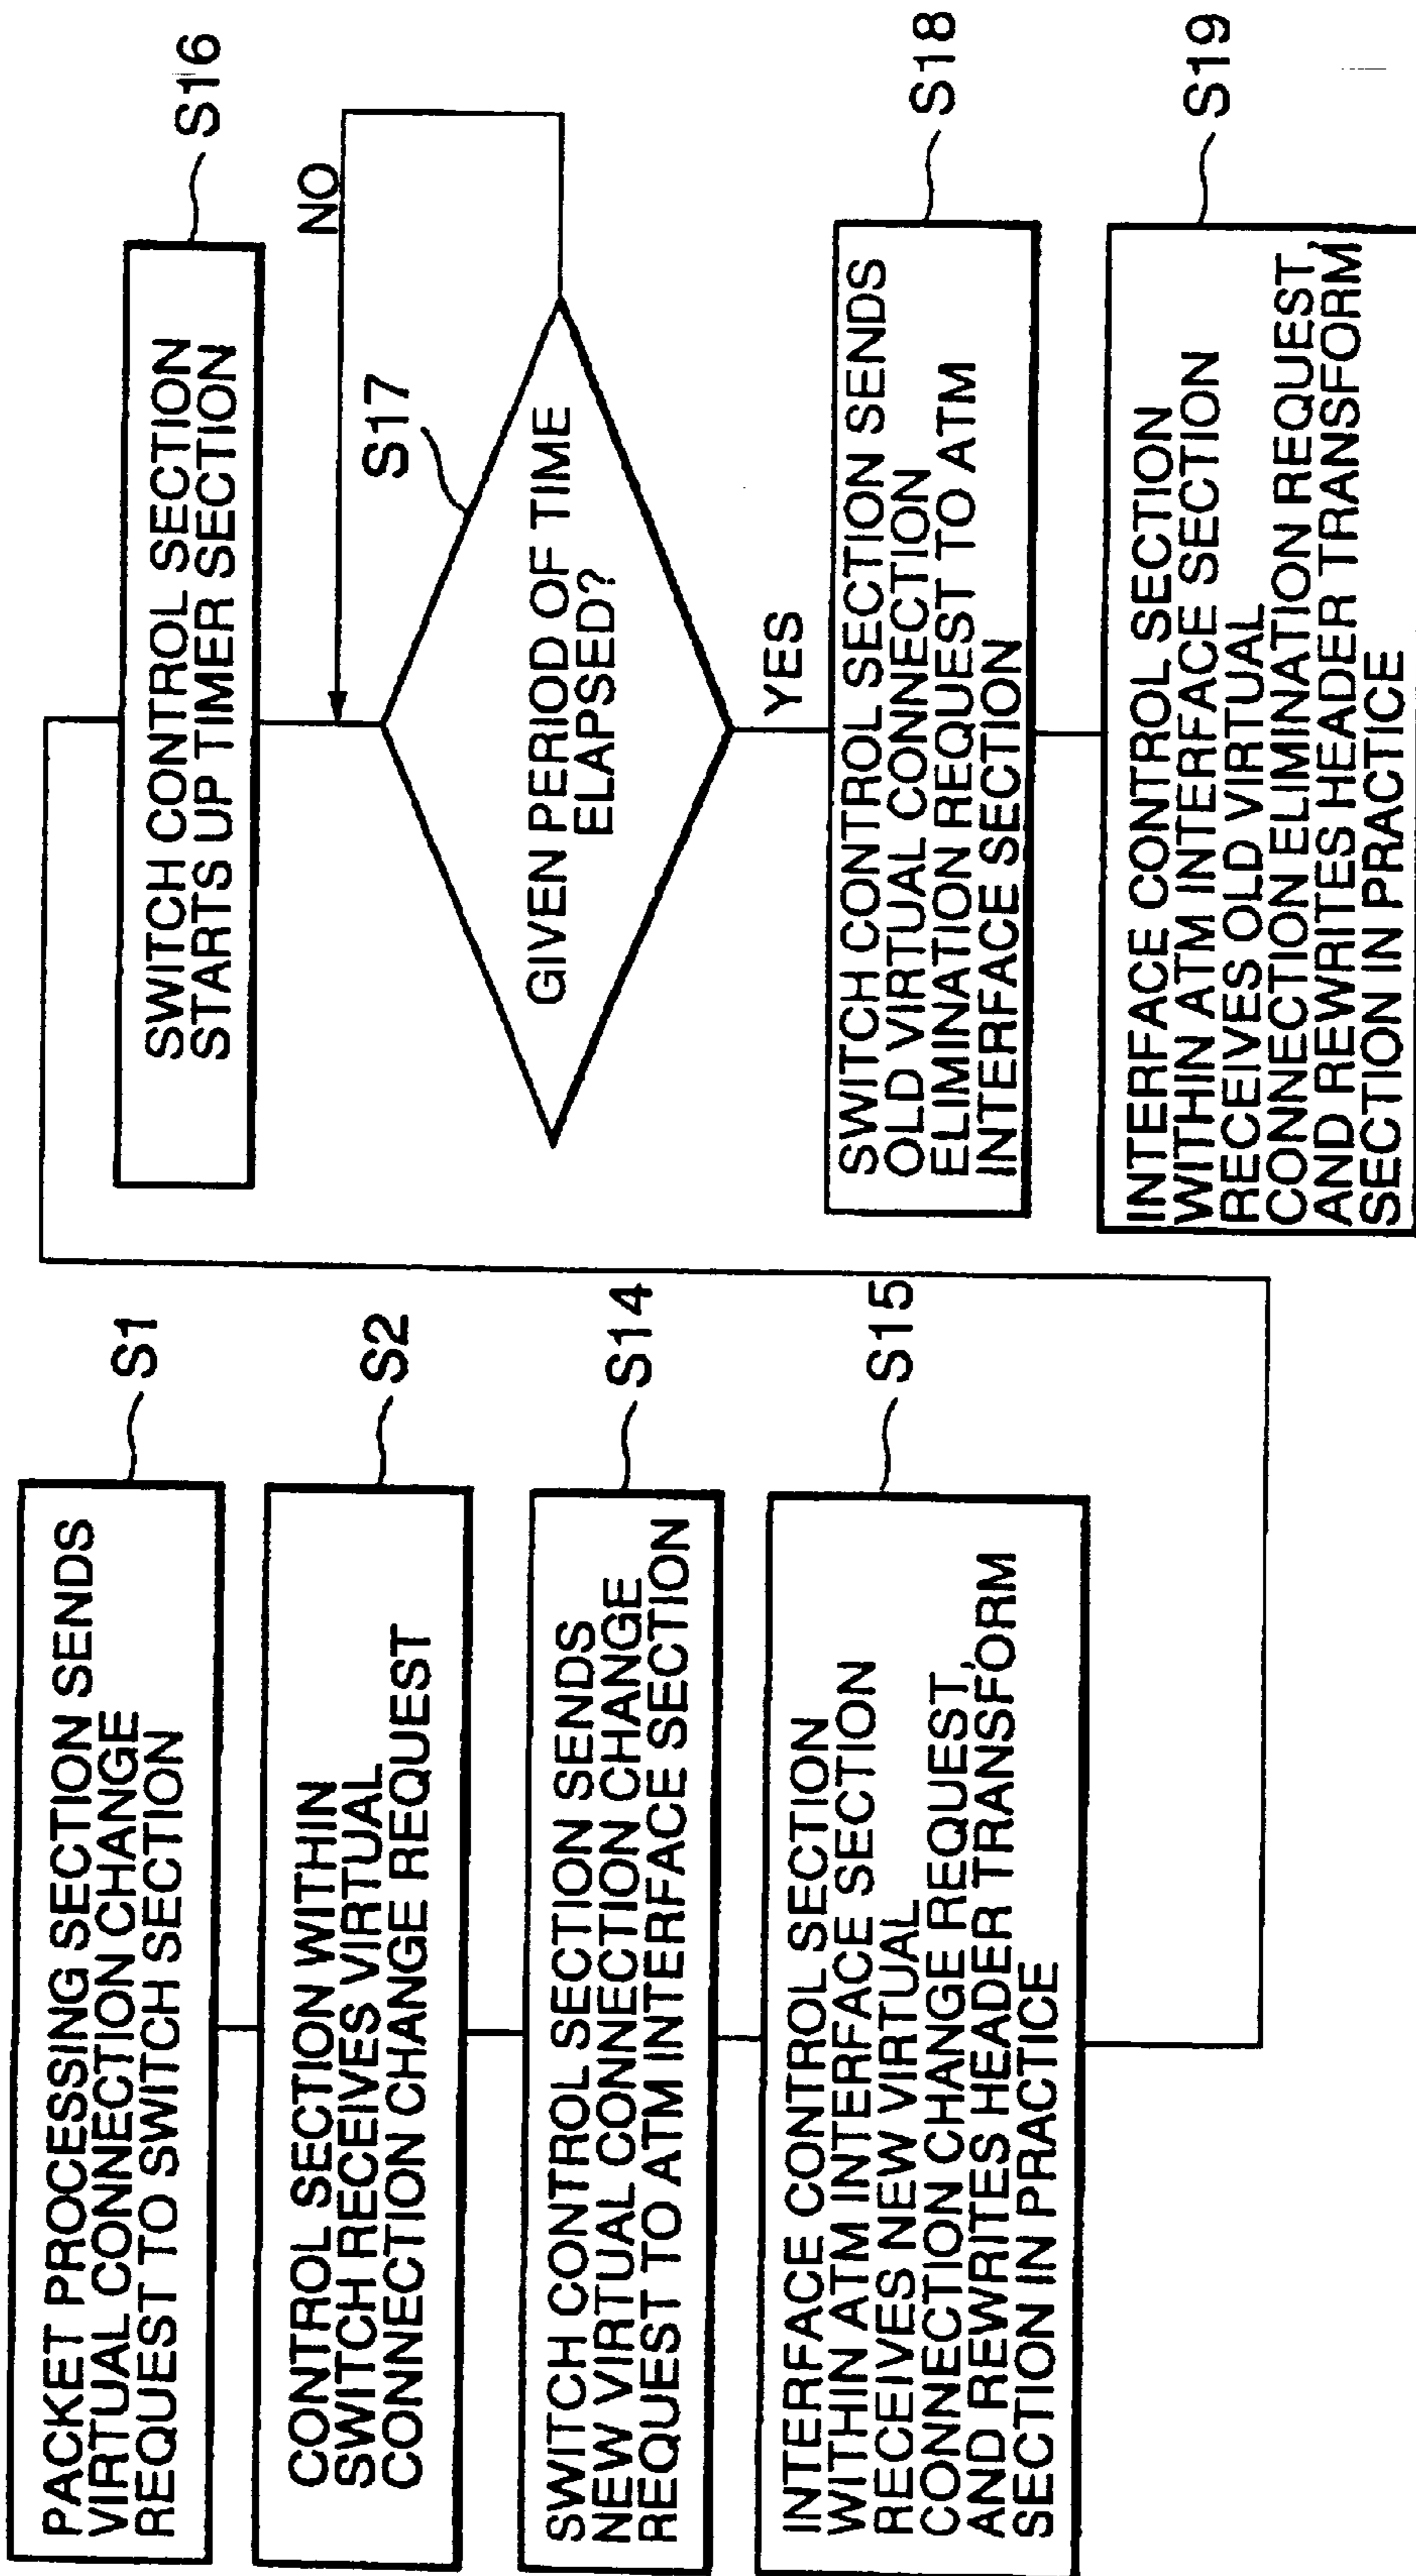 PACKET PROCESSING SECTION SENDS
VIRTUAL CONNECTION CHANGE
REQUEST TO SWITCH SECTION
S1
CONTROL SECTION WITHIN
SWITCH RECEIVES VIRTUAL
CONNECTION CHANGE REQUEST
S2
SWITCH CONTROL SECTION SENDS
NEW VIRTUAL CONNECTION CHANGE
REQUEST TO ATM INTERFACE SECTION
S14
INTERFACE CONTROL SECTION
WITHIN ATM INTERFACE SECTION
RECEIVES NEW VIRTUAL
CONNECTION CHANGE REQUEST,
AND REWRITES HEADER TRANSFORM
SECTION IN PRACTICE
S15
SWITCH CONTROL SECTION
STARTS UP TIMER SECTION
S16
NO
S17
GIVEN PERIOD OF TIME
ELAPSED?
YES
SWITCH CONTROL SECTION SENDS
OLD VIRTUAL CONNECTION
ELIMINATION REQUEST TO ATM
INTERFACE SECTION
S18
INTERFACE CONTROL SECTION
WITHIN ATM INTERFACE SECTION
RECEIVES OLD VIRTUAL
CONNECTION ELIMINATION REQUEST,
AND REWRITES HEADER TRANSFORM
SECTION IN PRACTICE
S19